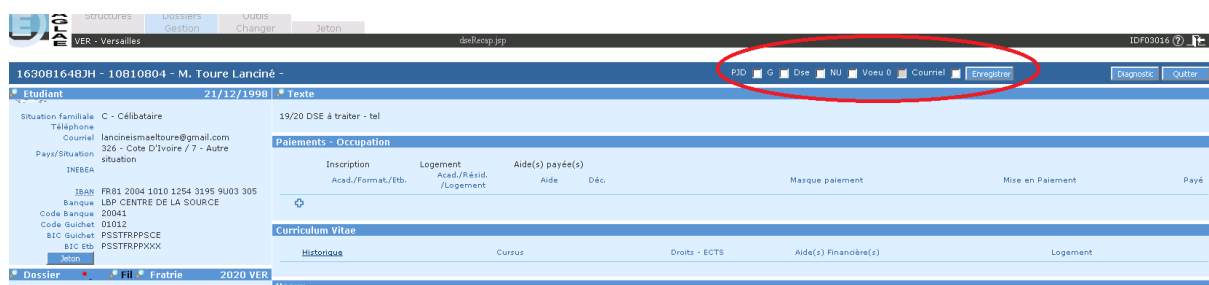 Structures Dossiers Outils
Gestion Changer Jeton
AGLAE
VER - Versailles dseRecap.jsp IDF03016 ?
163081648JH - 10810804 - M. Toure Lanciné - PJD G Dse NU Voeu 0 Courriel Enregistrer Diagnostic Quitter
Etudiant 21/12/1998 Texte
Situation familiale C - Célibataire 19/20 DSE à traiter - tel
Téléphone
Courriel lancineismaeltoure@gmail.com
Paiements - Occupation
Pays/Situation 326 - Cote D'Ivoire / 7 - Autre situation
INEBEA
Inscription Logement Aide(s) payée(s)
Acad./Format./Etb. Acad./Résid. /Logement Aide Déc. Masque paiement Mise en Paiement Payé
IBAN FR81 2004 1010 1254 3195 9U03 305
Banque LBP CENTRE DE LA SOURCE
Code Banque 20041
Code Guichet 01012
BIC Guichet PSSTFRPPSCE
BIC Etb PSSTFRPPXXX
Jeton
Curriculum Vitae
Historique Cursus Droits - ECTS Aide(s) Financière(s) Logement
Dossier Fil Fratrie 2020 VER